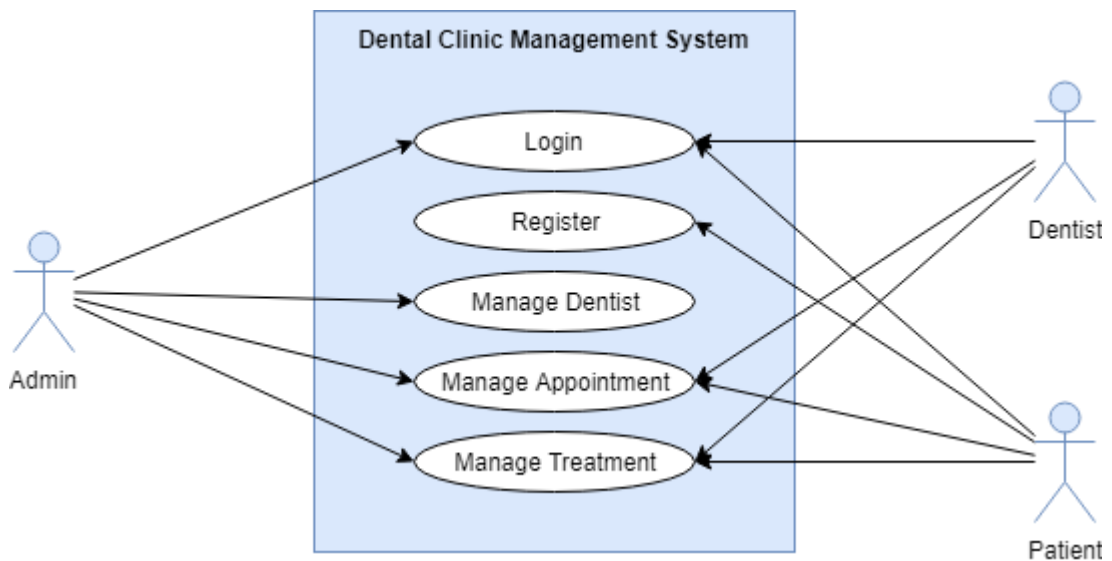 Dental Clinic Management System
Login
Register
Manage Dentist
Manage Appointment
Manage Treatment
Admin
Dentist
Patient